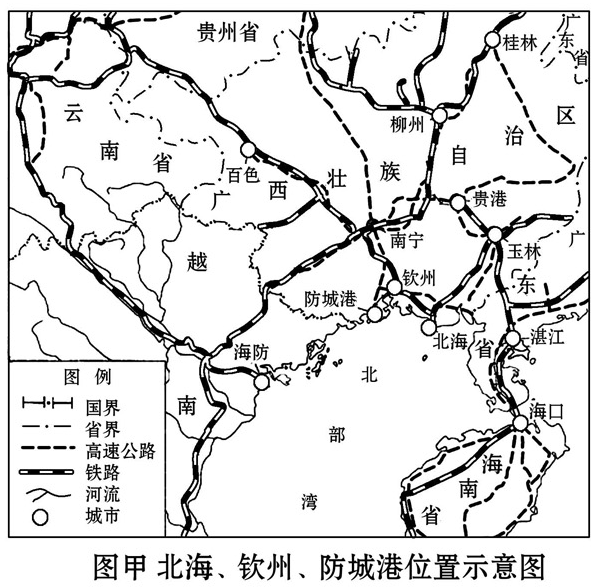 贵州省
广东省
桂林
云南省
柳州
百色
广西壮族自治区
贵港
南宁
玉林
越南
钦州
防城港
北海
广东省
湛江
海防
北部湾
海口
海南省
图 例
国界
省界
高速公路
铁路
河流
城市
图甲 北海、钦州、防城港位置示意图